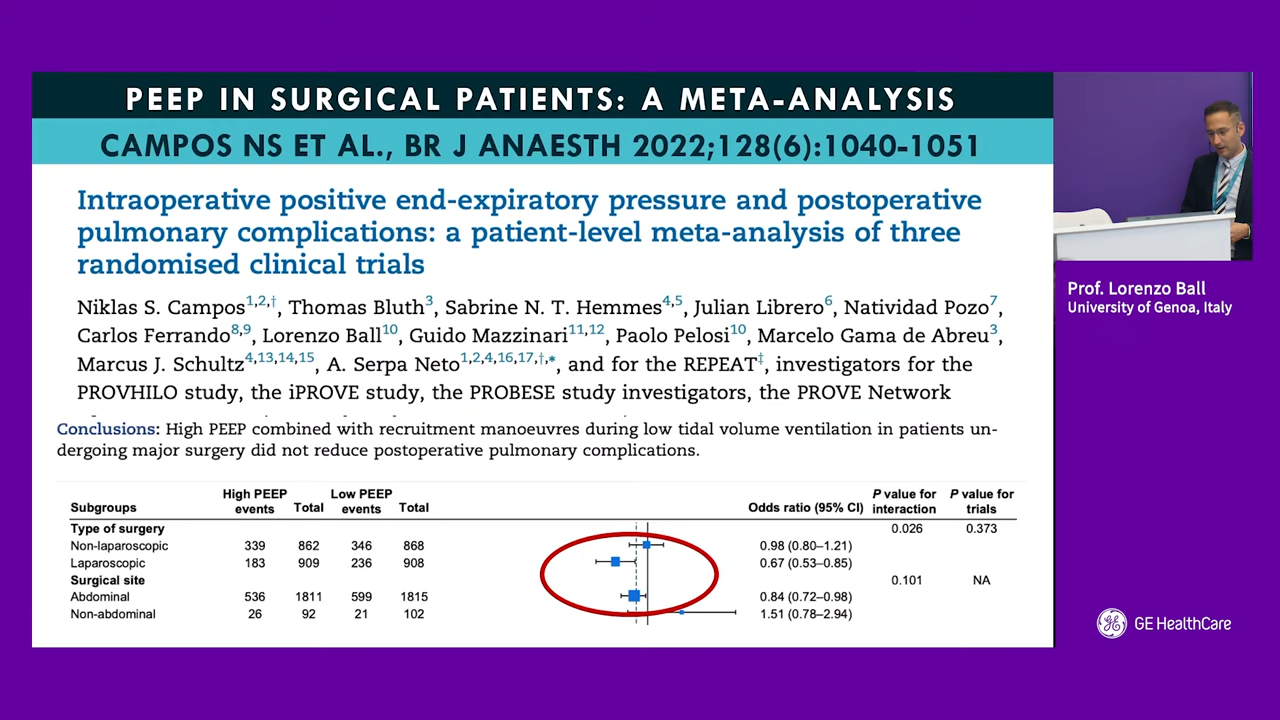 PEEP IN SURGICAL PATIENTS: A META-ANALYSIS
CAMPOS NS ET AL., BR J ANAESTH 2022;128(6):1040-1051
Intraoperative positive end-expiratory pressure and postoperative
pulmonary complications: a patient-level meta-analysis of three
randomised clinical trials
Niklas S. Campos1,2,†, Thomas Bluth3, Sabrine N. T. Hemmes4,5, Julian Librero6, Natividad Pozo7,
Carlos Ferrando8,9, Lorenzo Ball10, Guido Mazzinari11,12, Paolo Pelosi10, Marcelo Gama de Abreu3,
Marcus J. Schultz4,13,14,15, A. Serpa Neto1,2,4,16,17,†,*, and for the REPEAT‡, investigators for the
PROVHILO study, the iPROVE study, the PROBESE study investigators, the PROVE Network
Conclusions: High PEEP combined with recruitment manoeuvres during low tidal volume ventilation in patients un-
dergoing major surgery did not reduce postoperative pulmonary complications.
High PEEP Low PEEP P value for P value for
Subgroups events Total events Total Odds ratio (95% CI) interaction trials
Type of surgery 0.026 0.373
Non-laparoscopic 339 862 346 868 0.98 (0.80–1.21)
Laparoscopic 183 909 236 908 0.67 (0.53–0.85)
Surgical site 0.101 NA
Abdominal 536 1811 599 1815 0.84 (0.72–0.98)
Non-abdominal 26 92 21 102 1.51 (0.78–2.94)
Prof. Lorenzo Ball
University of Genoa, Italy
GE HealthCare